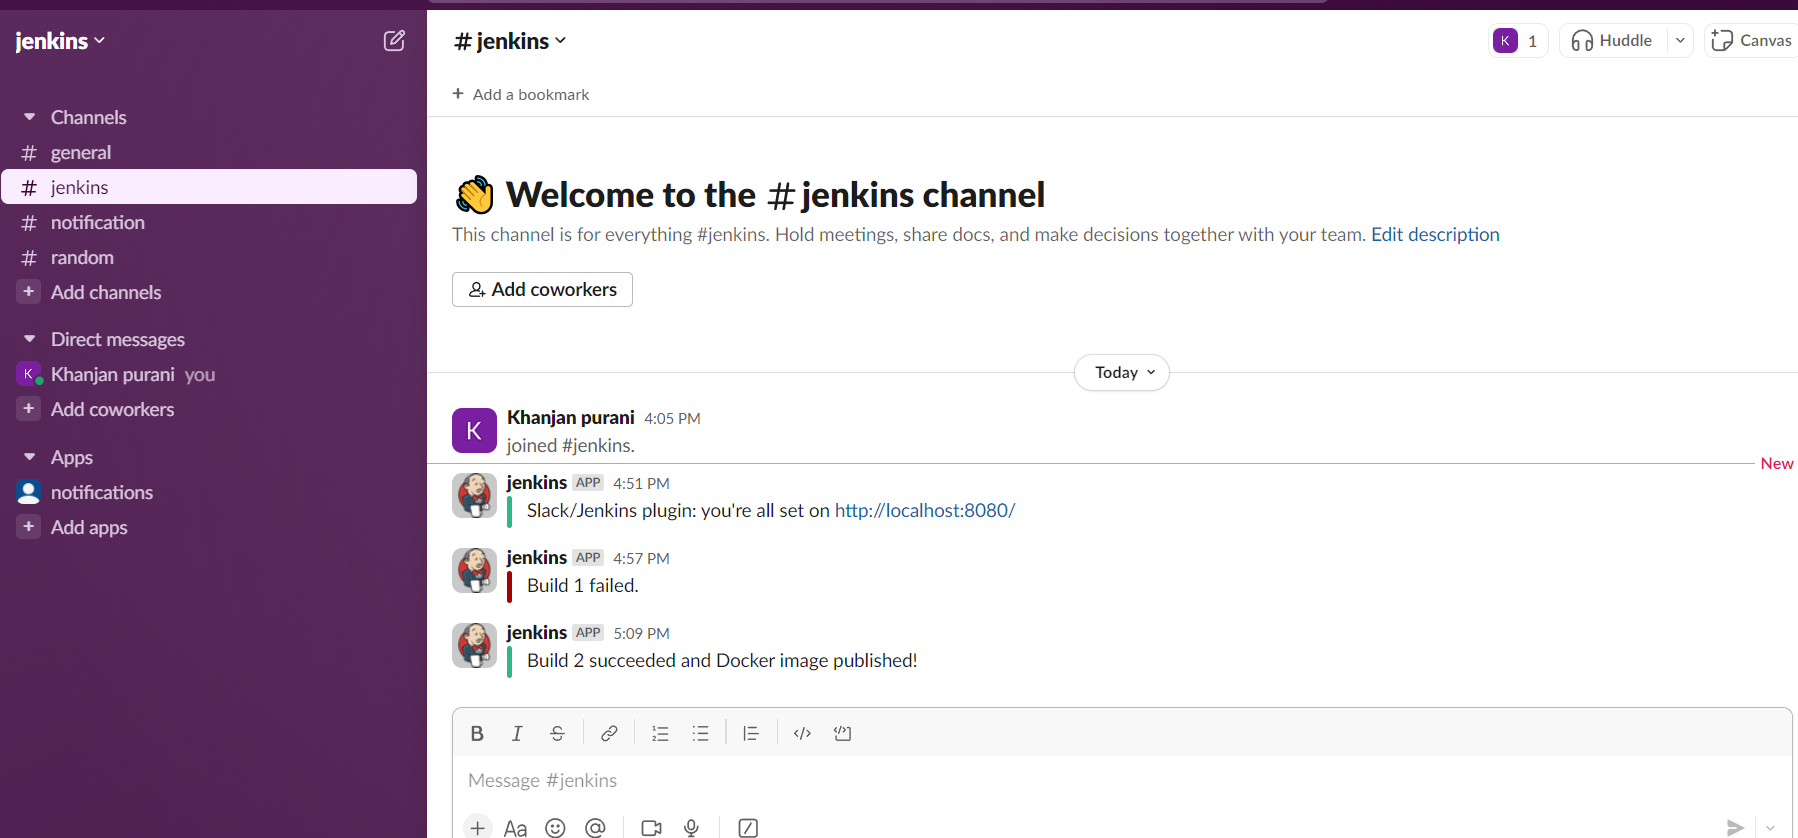 jenkins
Channels
# general
# jenkins
# notification
# random
+ Add channels
Direct messages
K Khanjan purani you
+ Add coworkers
Apps
notifications
+ Add apps
# jenkins
K 1
Huddle
Canvas
+ Add a bookmark
👋 Welcome to the # jenkins channel
This channel is for everything #jenkins. Hold meetings, share docs, and make decisions together with your team. Edit description
Add coworkers
Today
K
Khanjan purani 4:05 PM
joined #jenkins.
New
jenkins APP 4:51 PM
Slack/Jenkins plugin: you're all set on http://localhost:8080/
jenkins APP 4:57 PM
Build 1 failed.
jenkins APP 5:09 PM
Build 2 succeeded and Docker image published!
B I S
Message #jenkins
+ Aa @